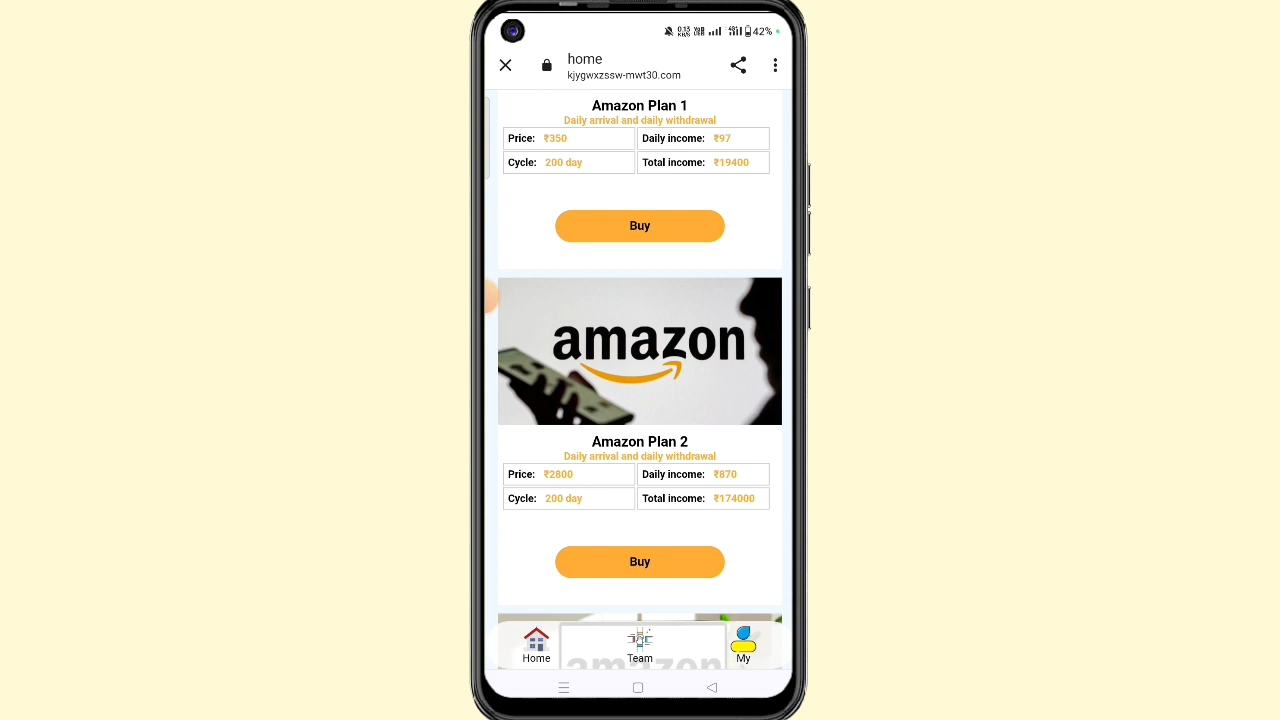 42%
home
kjygwxzssw-mwt30.com
Amazon Plan 1
Daily arrival and daily withdrawal
Price: ₹350 Daily income: ₹97
Cycle: 200 day Total income: ₹19400
Buy
amazon
Amazon Plan 2
Daily arrival and daily withdrawal
Price: ₹2800 Daily income: ₹870
Cycle: 200 day Total income: ₹174000
Buy
amazon
Home Team My